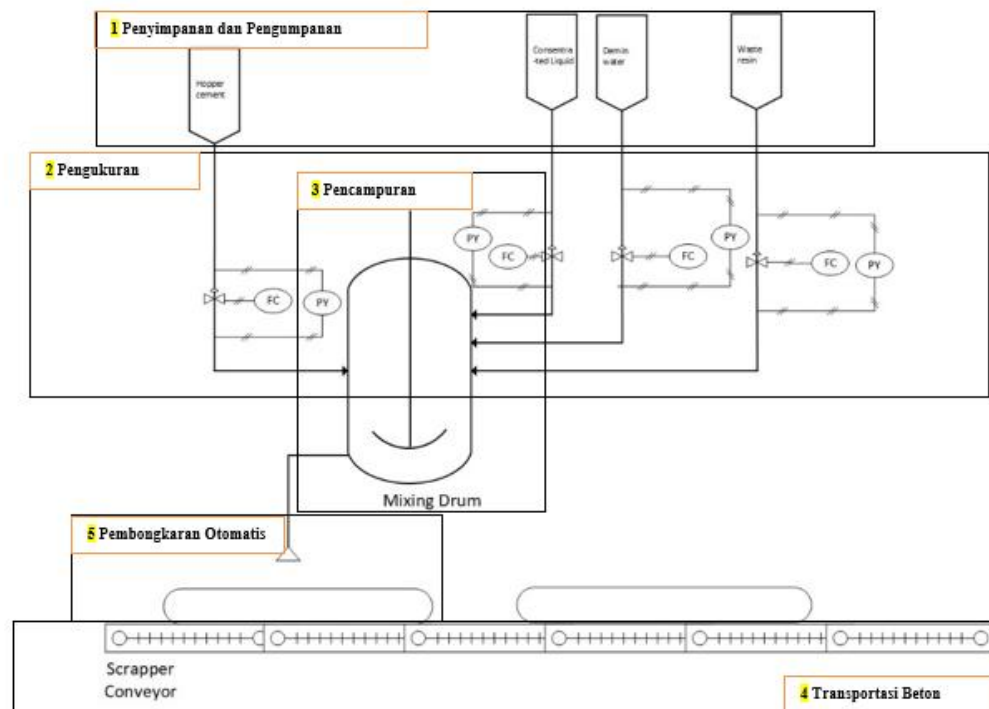 1 Penyimpanan dan Pengumpanan
Hopper
cement
Consentra
-ted Liquid
Demin
water
Waste
resin
2 Pengukuran
3 Pencampuran
PY
FC
FC
PY
FC
PY
FC
PY
Mixing Drum
5 Pembongkaran Otomatis
Scrapper
Conveyor
4 Transportasi Beton